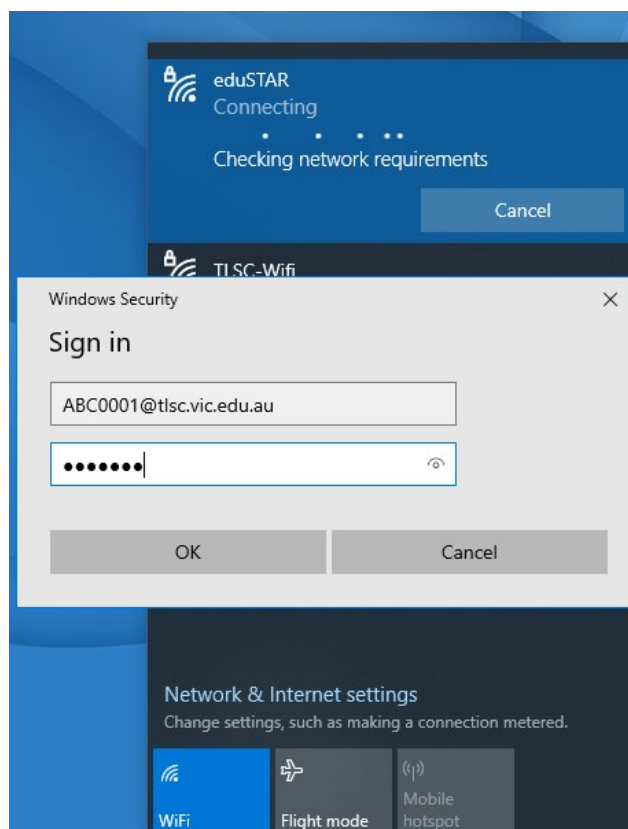 eduSTAR
Connecting
Checking network requirements
Cancel
TLSC-Wifi
Windows Security
Sign in
ABC0001@tlsc.vic.edu.au
●●●●●●●
OK
Cancel
Network & Internet settings
Change settings, such as making a connection metered.
WiFi
Flight mode
Mobile
hotspot